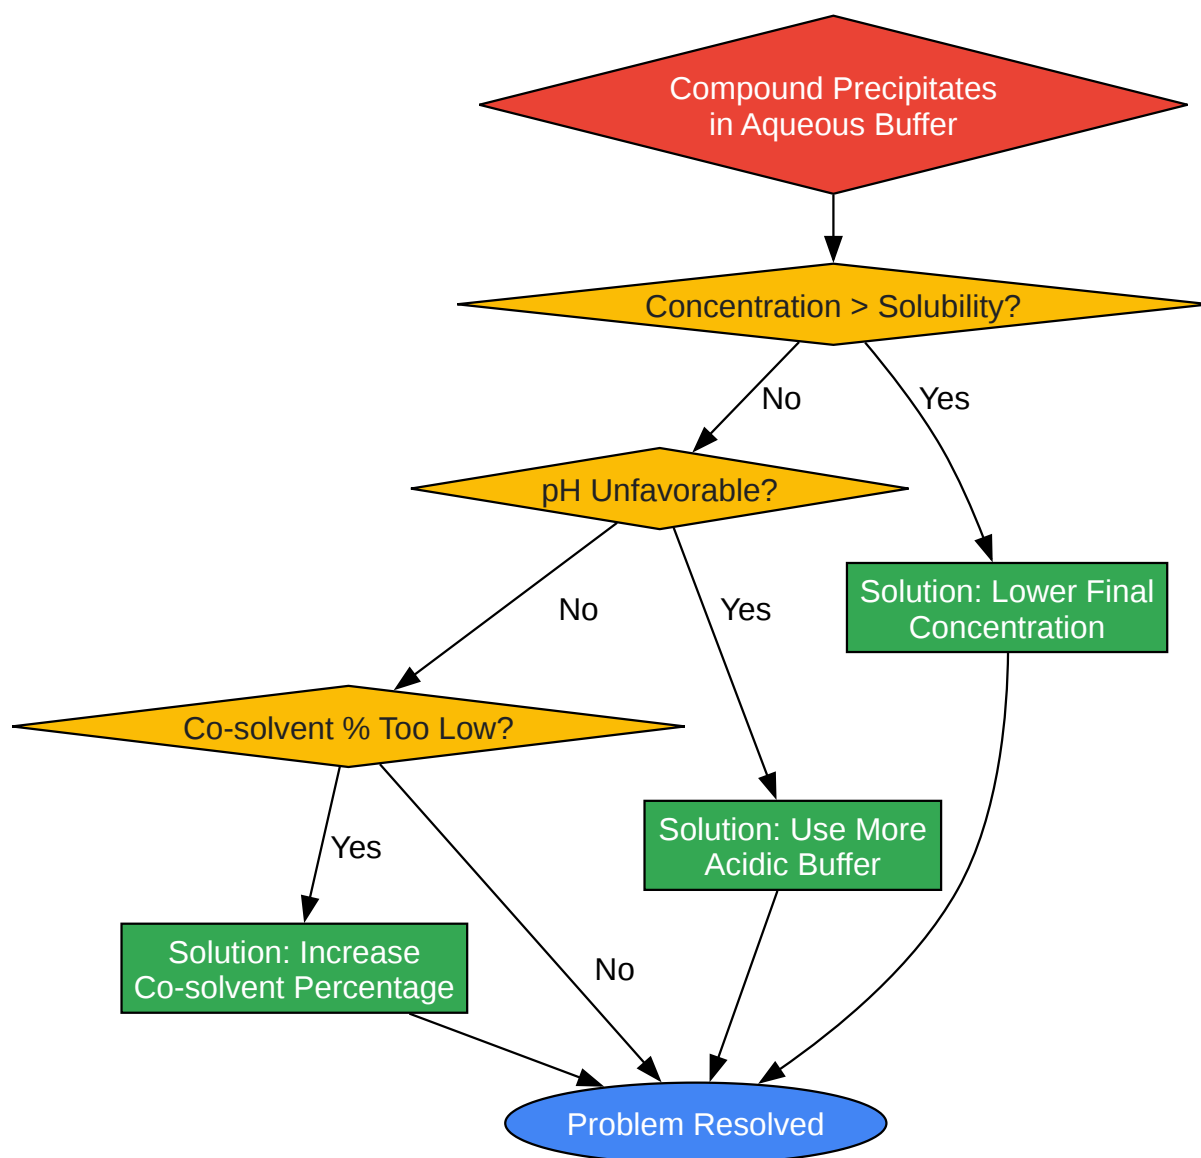 Compound Precipitates
in Aqueous Buffer
Concentration > Solubility?
No
Yes
pH Unfavorable?
No
Yes
Solution: Lower Final
Concentration
Co-solvent % Too Low?
Yes
Solution: Use More
Acidic Buffer
Solution: Increase
Co-solvent Percentage
No
Problem Resolved